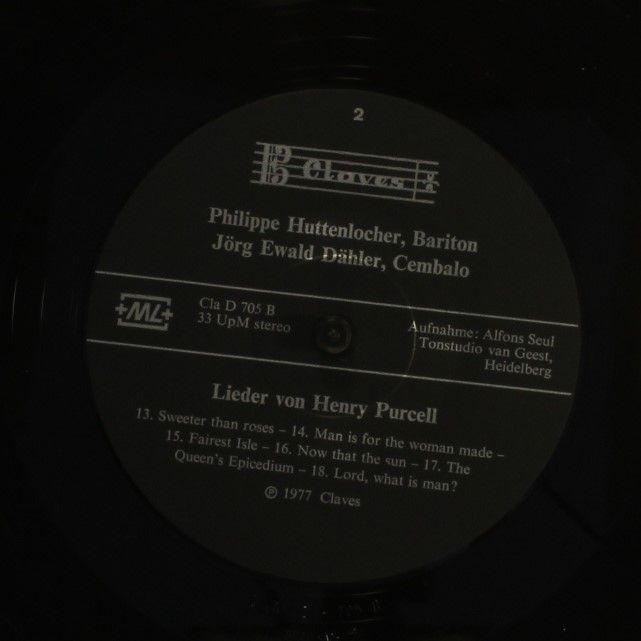 2
Claves
Philippe Huttenlocher, Bariton
Jörg Ewald Dähler, Cembalo
+ML+
Cla D 705 B
33 UpM stereo
Aufnahme: Alfons Seul
Tonstudio van Geest,
Heidelberg
Lieder von Henry Purcell
13. Sweeter than roses – 14. Man is for the woman made –
15. Fairest Isle – 16. Now that the sun – 17. The
Queen's Epicedium – 18. Lord, what is man?
℗ 1977 Claves